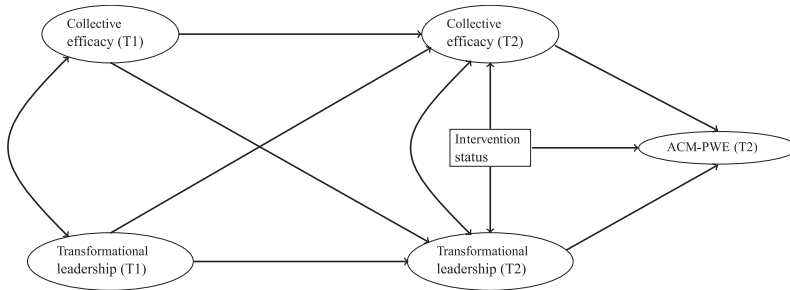 Collective
efficacy (T1)
Collective
efficacy (T2)
Intervention
status
ACM-PWE (T2)
Transformational
leadership (T1)
Transformational
leadership (T2)